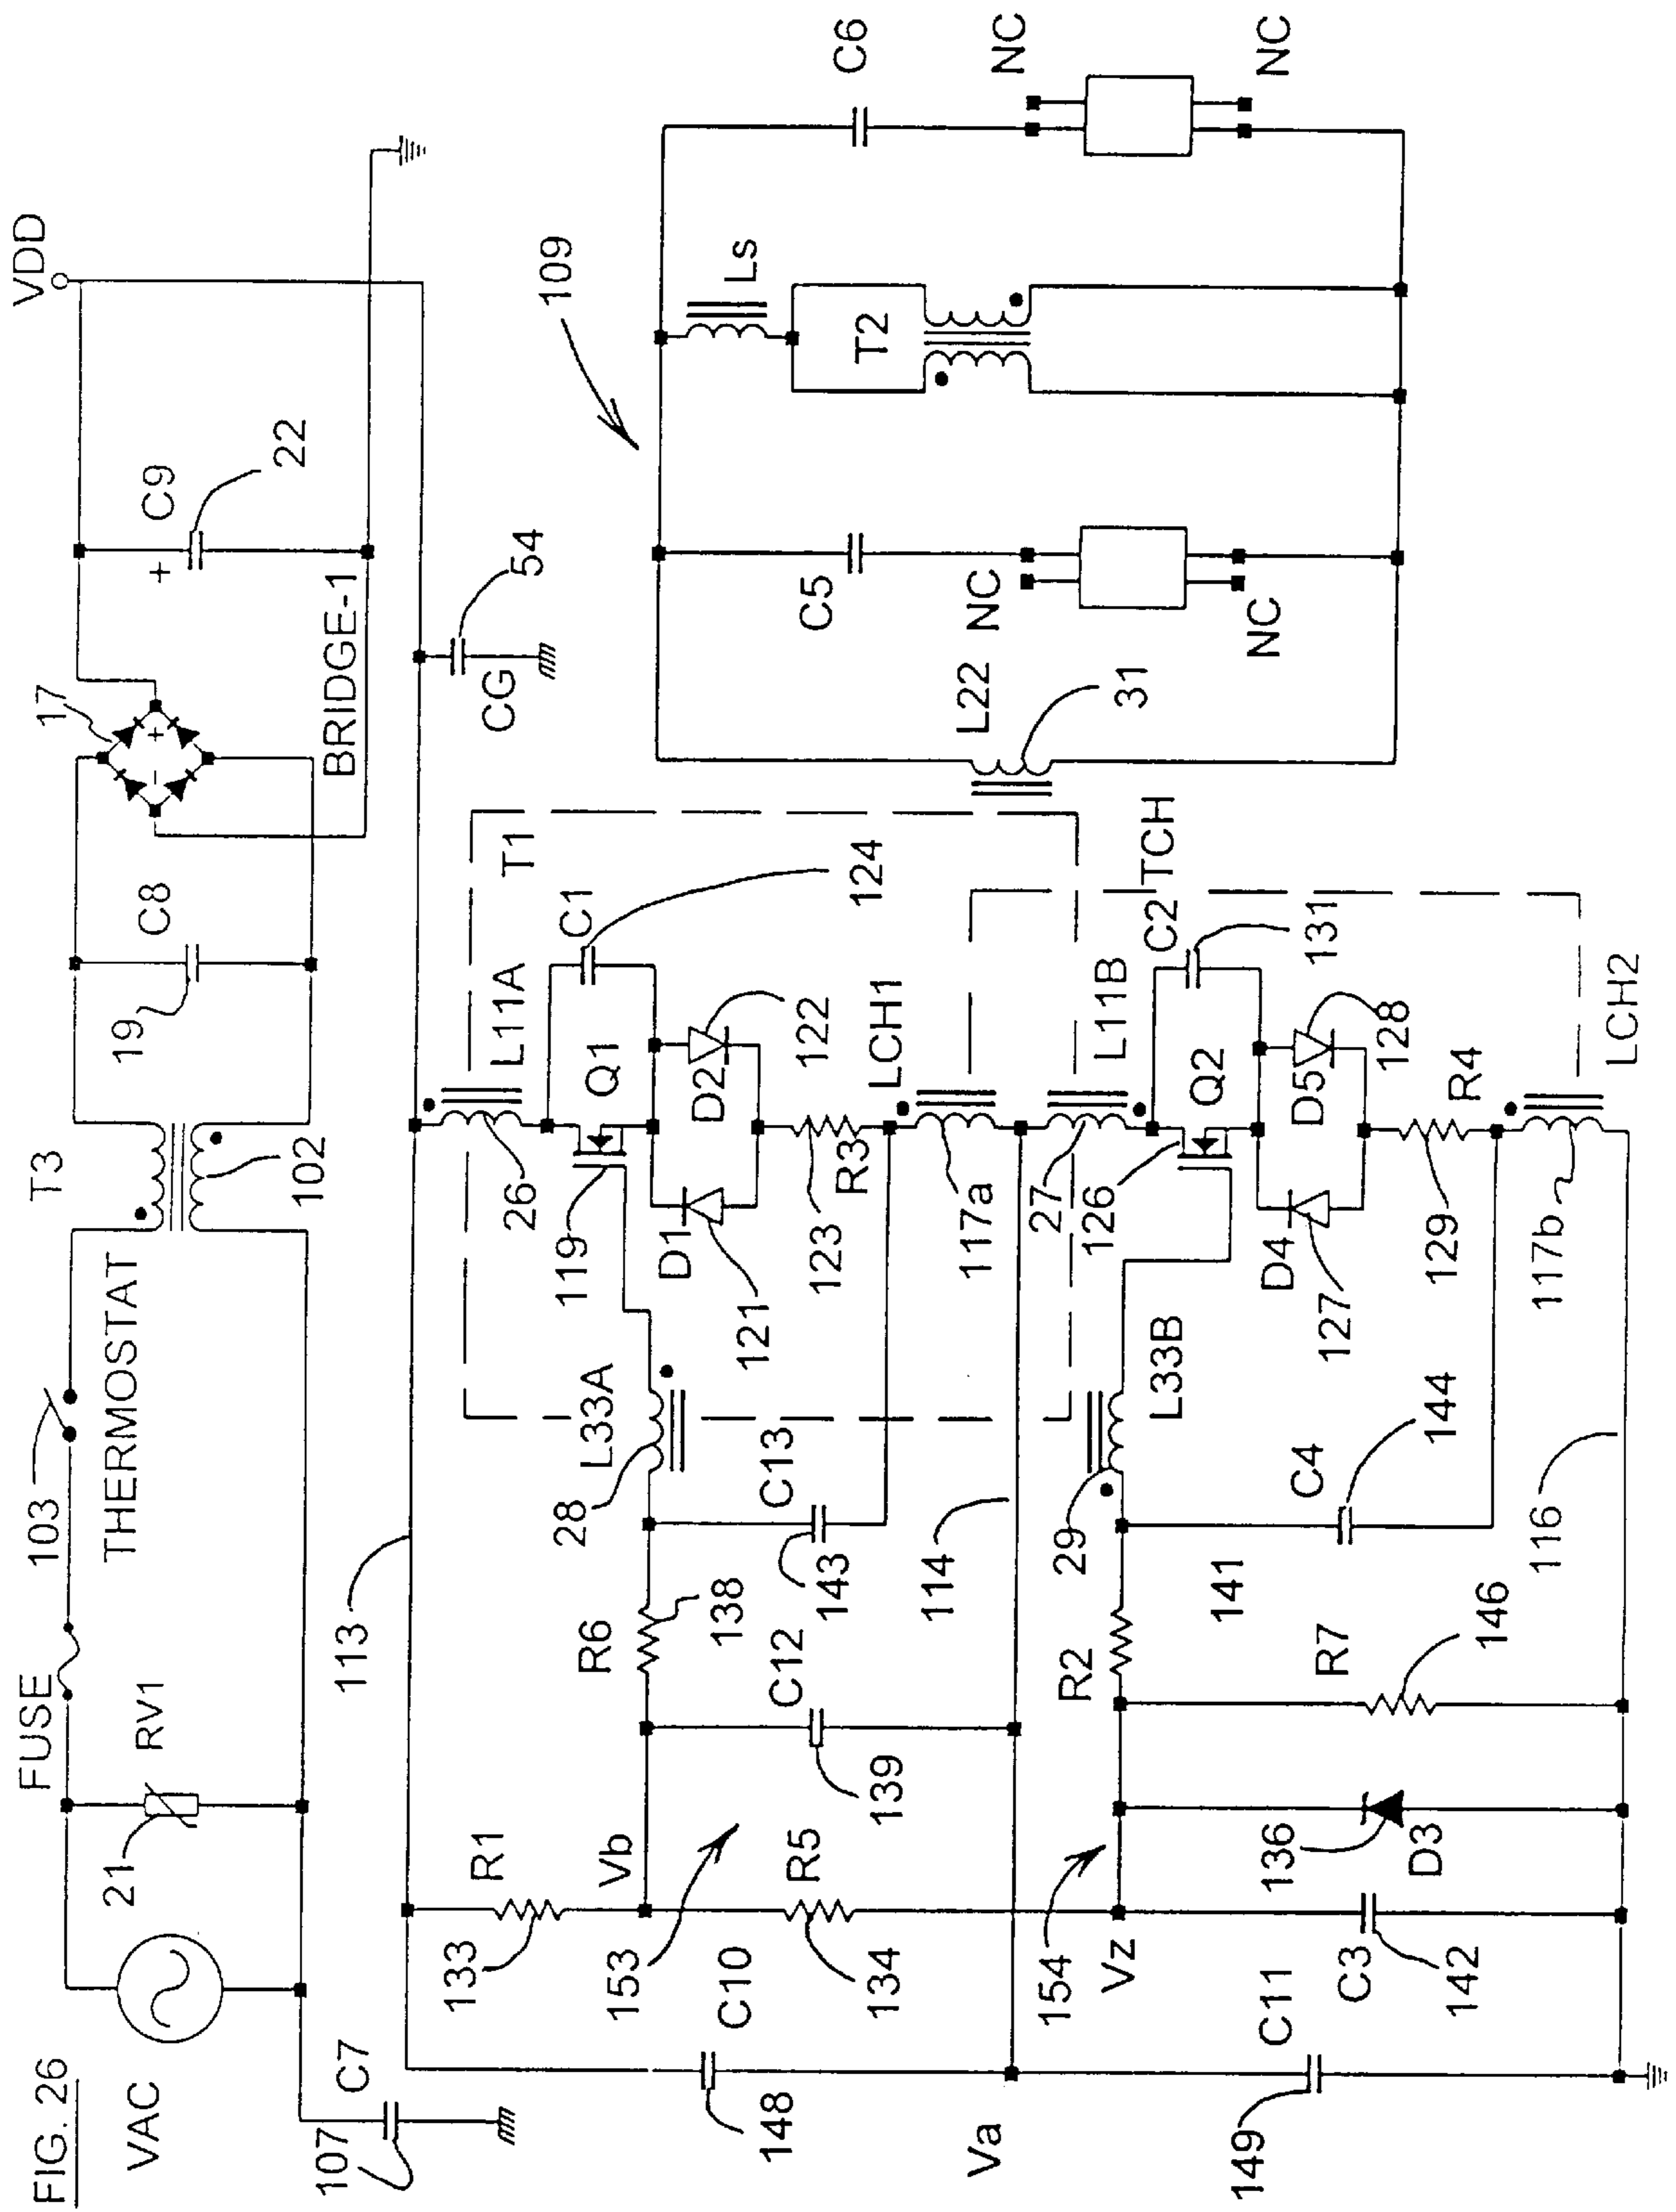 FIG. 26
VAC
C7
107
21
RV1
FUSE
103
THERMOSTAT
T3
102
19
C8
17
BRIDGE-1
C9
+
22
+
-
VDD
113
CG
54
133
R1
Vb
153
R5
134
C10
148
Va
R6
138
C12
139
C13
143
114
L33A
28
T1
L11A
26
Q1
119
C1
124
D1
121
D2
122
123
R3
LCH1
117a
TCH
L11B
27
126
Q2
C2
131
L33B
29
D4
127
D5
128
129
R4
117b
LCH2
154
Vz
R2
141
C4
144
R7
146
116
136
D3
C3
142
C11
149
109
L22
31
C5
NC
NC
T2
Ls
C6
NC
NC